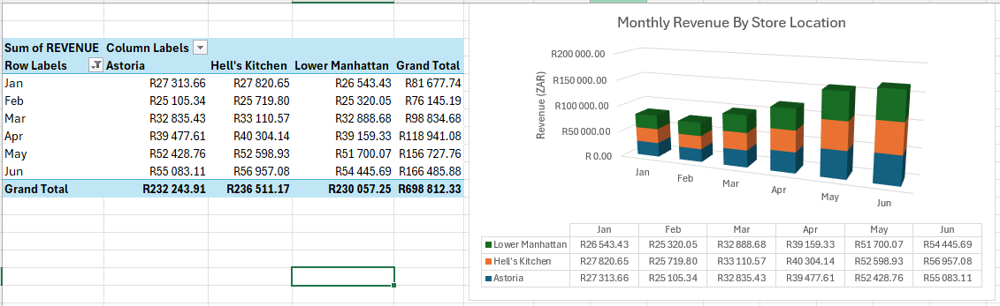 Sum of REVENUE Column Labels
Row Labels Astoria Hell's Kitchen Lower Manhattan Grand Total
Jan R27 313.66 R27 820.65 R26 543.43 R81 677.74
Feb R25 105.34 R25 719.80 R25 320.05 R76 145.19
Mar R32 835.43 R33 110.57 R32 888.68 R98 834.68
Apr R39 477.61 R40 304.14 R39 159.33 R118 941.08
May R52 428.76 R52 598.93 R51 700.07 R156 727.76
Jun R55 083.11 R56 957.08 R54 445.69 R166 485.88
Grand Total R232 243.91 R236 511.17 R230 057.25 R698 812.33
Monthly Revenue By Store Location
Revenue (ZAR)
R200 000.00
R150 000.00
R100 000.00
R50 000.00
R 0.00
Jan
Feb
Mar
Apr
May
Jun
Jan Feb Mar Apr May Jun
Lower Manhattan R26 543.43 R25 320.05 R32 888.68 R39 159.33 R51 700.07 R54 445.69
Hell's Kitchen R27 820.65 R25 719.80 R33 110.57 R40 304.14 R52 598.93 R56 957.08
Astoria R27 313.66 R25 105.34 R32 835.43 R39 477.61 R52 428.76 R55 083.11